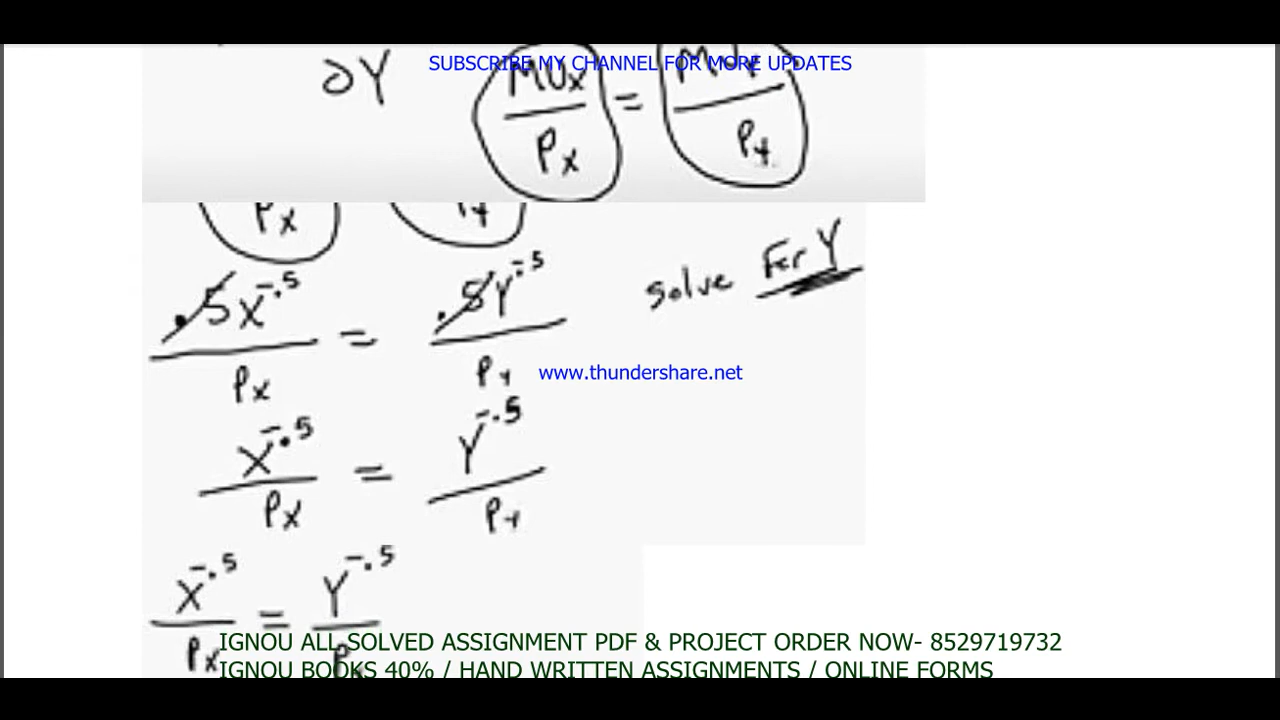 SUBSCRIBE MY CHANNEL FOR MORE UPDATES
∂Y MUx / Px = MUy / Py
Px Py
.5X^-.5 / Px = .5Y^-.5 / Py solve For Y
www.thundershare.net
X^-.5 / Px = Y^-.5 / Py
X^-.5 / Px = Y^-.5 / P
IGNOU ALL SOLVED ASSIGNMENT PDF & PROJECT ORDER NOW- 8529719732
IGNOU BOOKS 40% / HAND WRITTEN ASSIGNMENTS / ONLINE FORMS